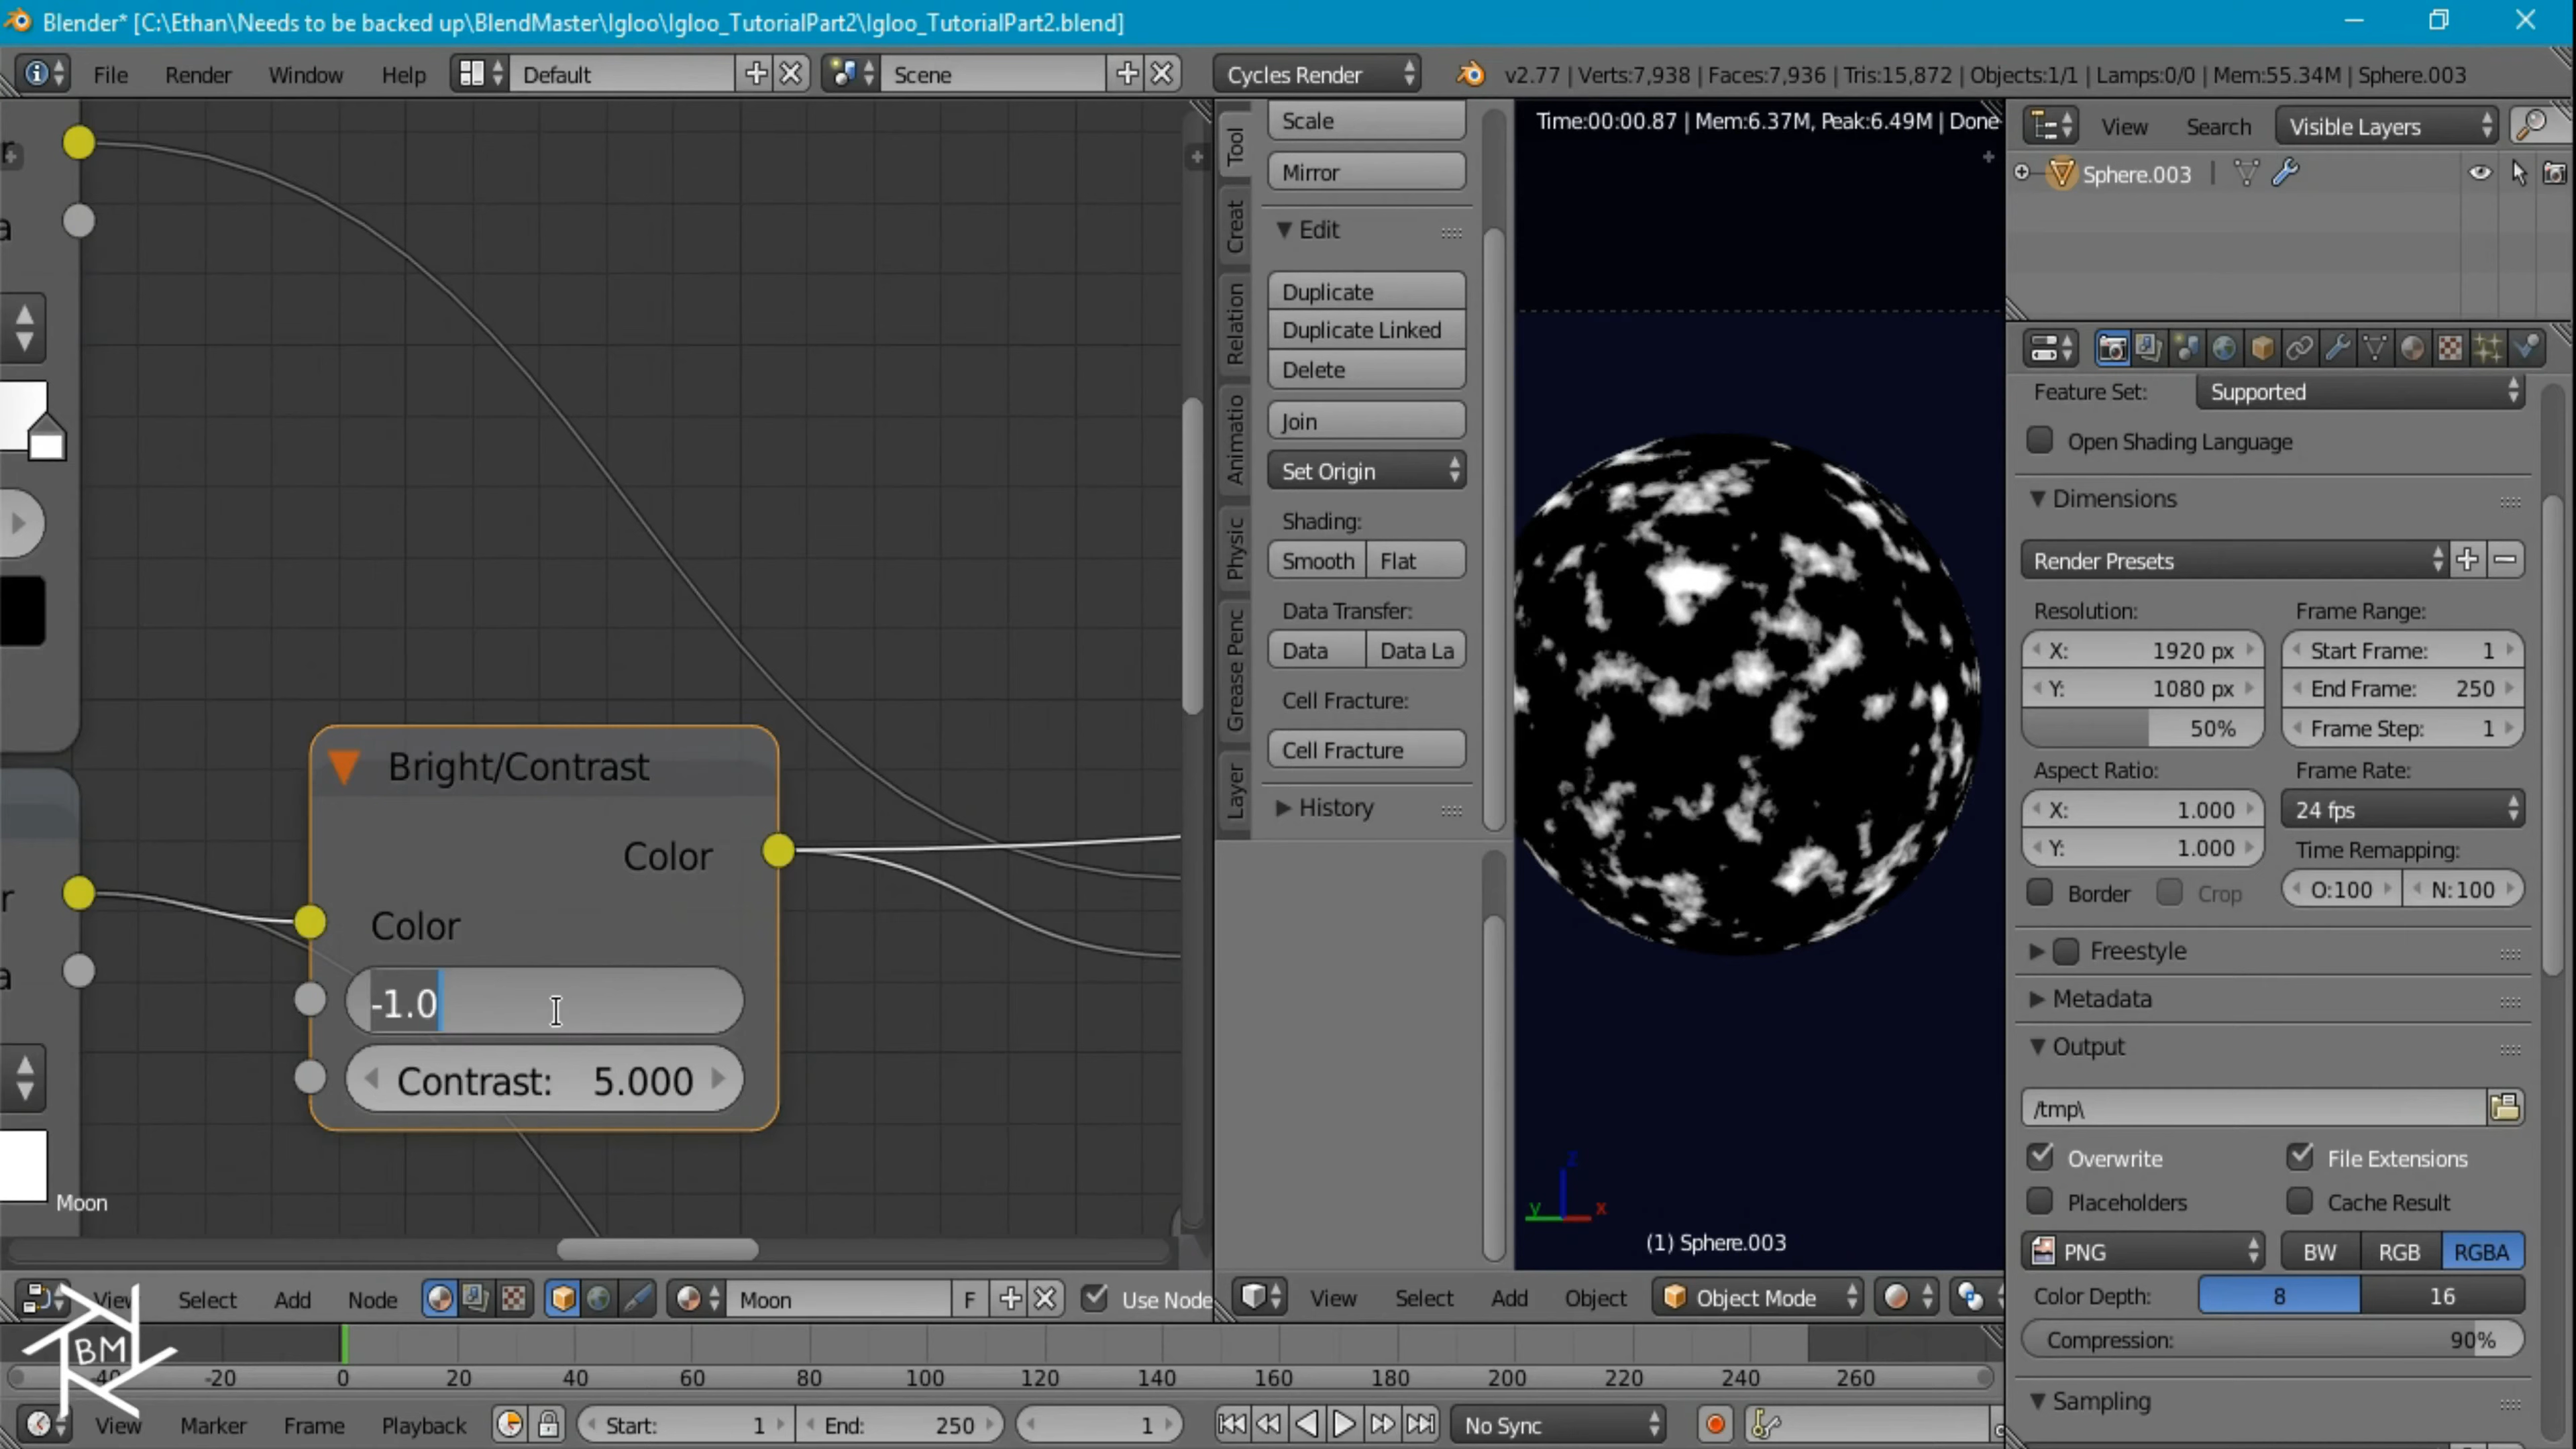 Blender* [C:\Ethan\Needs to be backed up\BlendMaster\Igloo\Igloo_TutorialPart2\Igloo_TutorialPart2.blend]
File Render Window Help Default Scene Cycles Render v2.77 | Verts:7,938 | Faces:7,936 | Tris:15,872 | Objects:1/1 | Lamps:0/0 | Mem:55.34M | Sphere.003
r
a
r
a
Bright/Contrast
Color
Color
-1.0
Contrast: 5.000
Moon
Tool
Creat
Relation
Animatio
Physic
Grease Penc
Layer
Scale
Mirror
Edit
Duplicate
Duplicate Linked
Delete
Join
Set Origin
Shading:
Smooth Flat
Data Transfer:
Data Data La
Cell Fracture:
Cell Fracture
History
Time:00:00.87 | Mem:6.37M, Peak:6.49M | Done
z
y x
(1) Sphere.003
View Search Visible Layers
Sphere.003
Feature Set: Supported
Open Shading Language
Dimensions
Render Presets
Resolution: Frame Range:
X: 1920 px Start Frame: 1
Y: 1080 px End Frame: 250
50% Frame Step: 1
Aspect Ratio: Frame Rate:
X: 1.000 24 fps
Y: 1.000 Time Remapping:
Border Crop O:100 N:100
Freestyle
Metadata
Output
/tmp\
Overwrite File Extensions
Placeholders Cache Result
PNG BW RGB RGBA
Color Depth: 8 16
Compression: 90%
Sampling
View Select Add Node Moon F Use Node
View Select Add Object Object Mode
BM
-40 -20 0 20 40 60 80 100 120 140 160 180 200 220 240 260
View Marker Frame Playback Start: 1 End: 250 1 No Sync